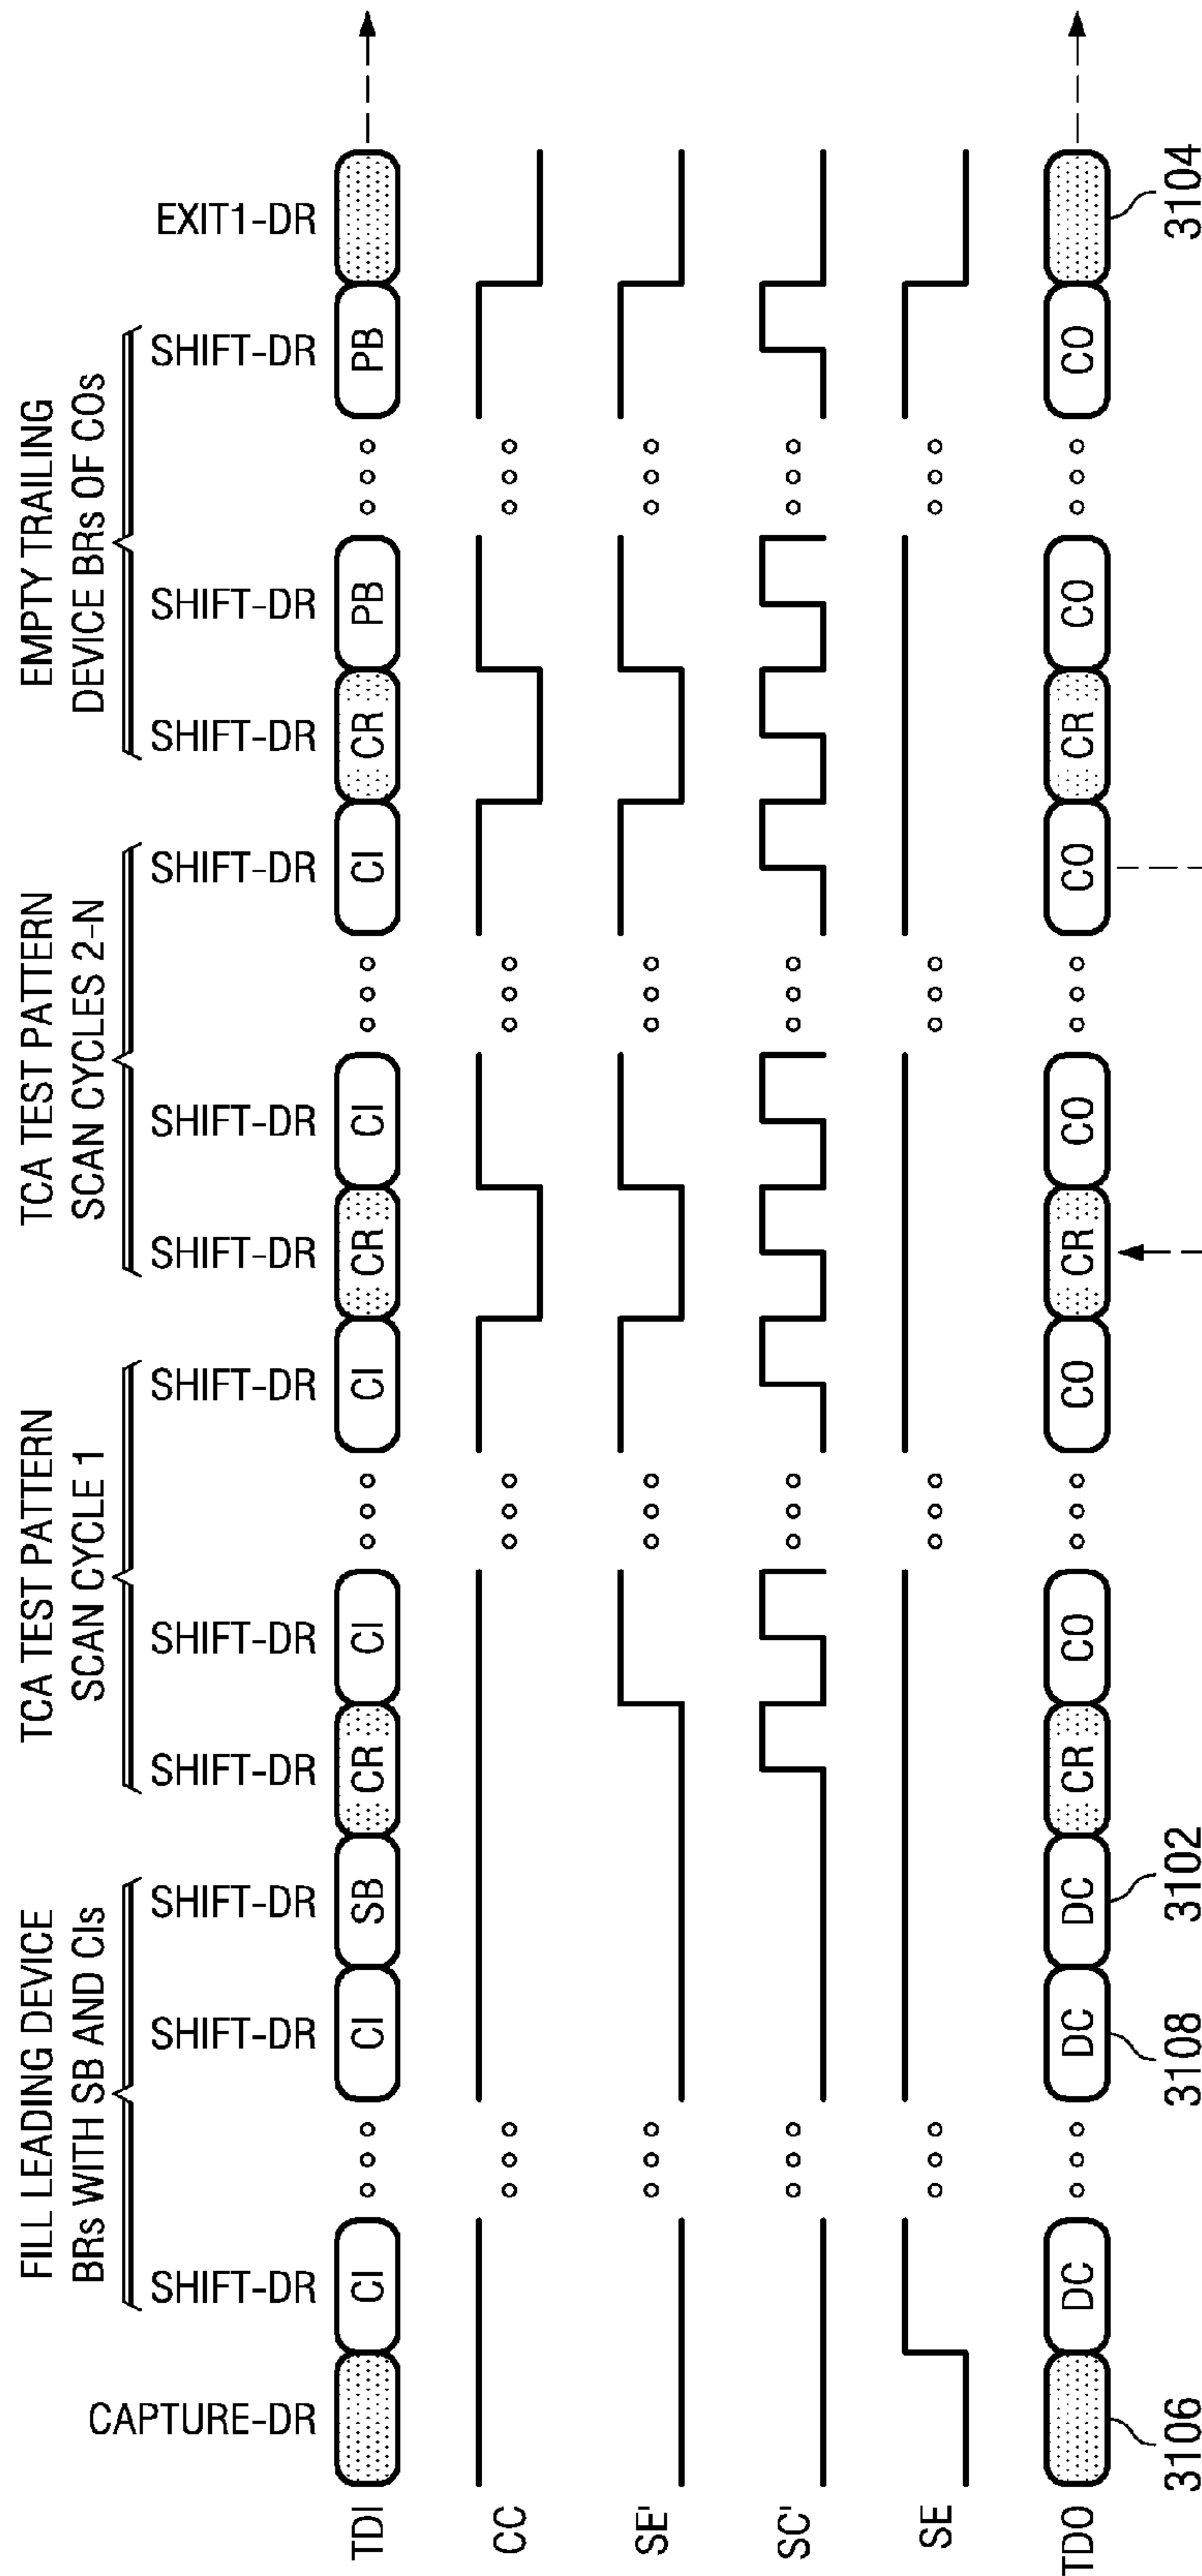 FILL LEADING DEVICE
BRs WITH SB AND CIs
TCA TEST PATTERN
SCAN CYCLE 1
TCA TEST PATTERN
SCAN CYCLES 2-N
EMPTY TRAILING
DEVICE BRs OF COs
CAPTURE-DR SHIFT-DR SHIFT-DR SHIFT-DR SHIFT-DR SHIFT-DR SHIFT-DR SHIFT-DR SHIFT-DR SHIFT-DR SHIFT-DR SHIFT-DR SHIFT-DR EXIT1-DR
TDI CI CI SB CR CI CI CR CI CI CR PB PB
CC
SE'
SC'
SE
TDO DC DC DC CR CO CO CR CO CO CR CO CO
3106 3108 3102 3104